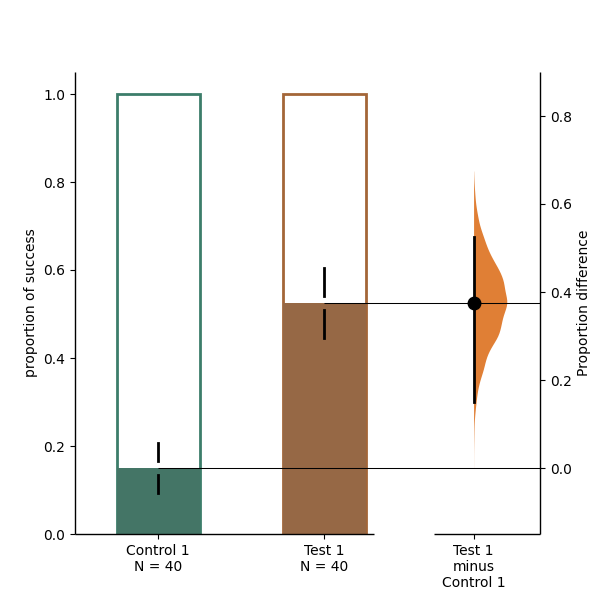 proportion of success
1.0
0.8
0.6
0.4
0.2
0.0
Control 1
N = 40
Test 1
N = 40
Test 1
minus
Control 1
0.8
0.6
0.4
0.2
0.0
Proportion difference